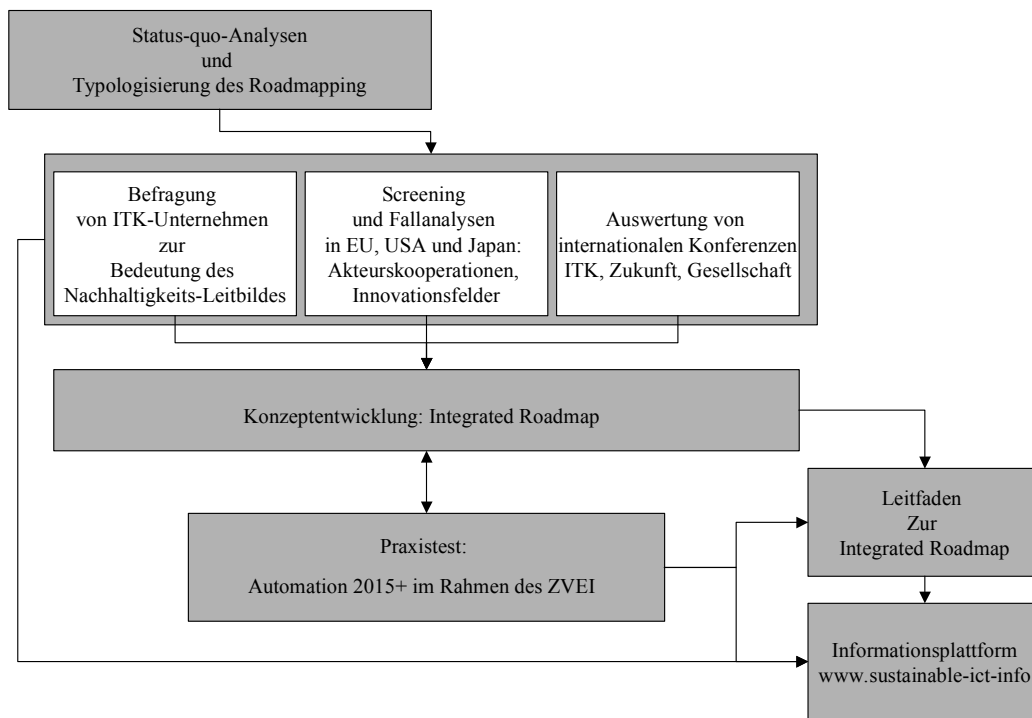 Status-quo-Analysen
und
Typologisierung des Roadmapping
Befragung
von ITK-Unternehmen
zur
Bedeutung des
Nachhaltigkeits-Leitbildes
Screening
und Fallanalysen
in EU, USA und Japan:
Akteurskooperationen,
Innovationsfelder
Auswertung von
internationalen Konferenzen
ITK, Zukunft, Gesellschaft
Konzeptentwicklung: Integrated Roadmap
Praxistest:
Automation 2015+ im Rahmen des ZVEI
Leitfaden
Zur
Integrated Roadmap
Informationsplattform
www.sustainable-ict-info